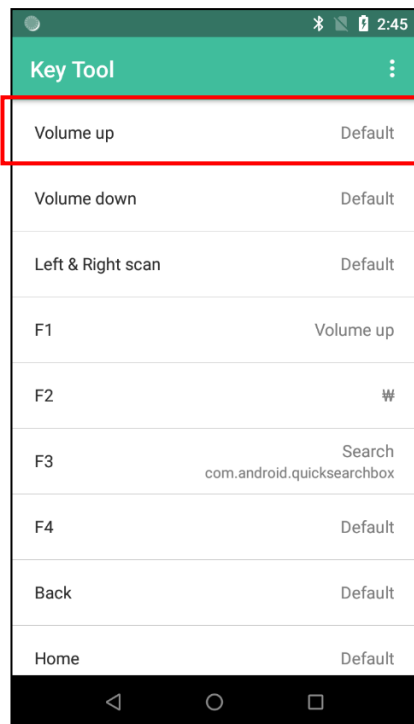 2:45
Key Tool
Volume up Default
Volume down Default
Left & Right scan Default
F1 Volume up
F2 ₩
F3 Search
com.android.quicksearchbox
F4 Default
Back Default
Home Default